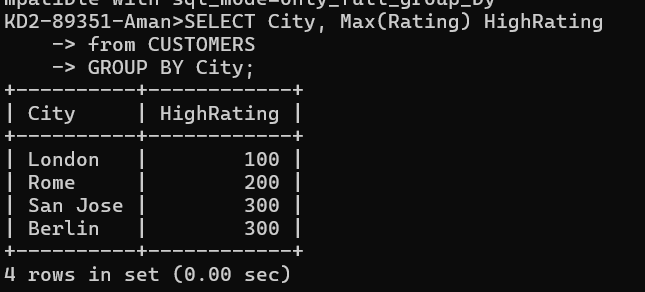 mpatible with sql_mode=only_full_group_by
KD2-89351-Aman>SELECT City, Max(Rating) HighRating
    -> from CUSTOMERS
    -> GROUP BY City;
+----------+------------+
| City     | HighRating |
+----------+------------+
| London   |        100 |
| Rome     |        200 |
| San Jose |        300 |
| Berlin   |        300 |
+----------+------------+
4 rows in set (0.00 sec)